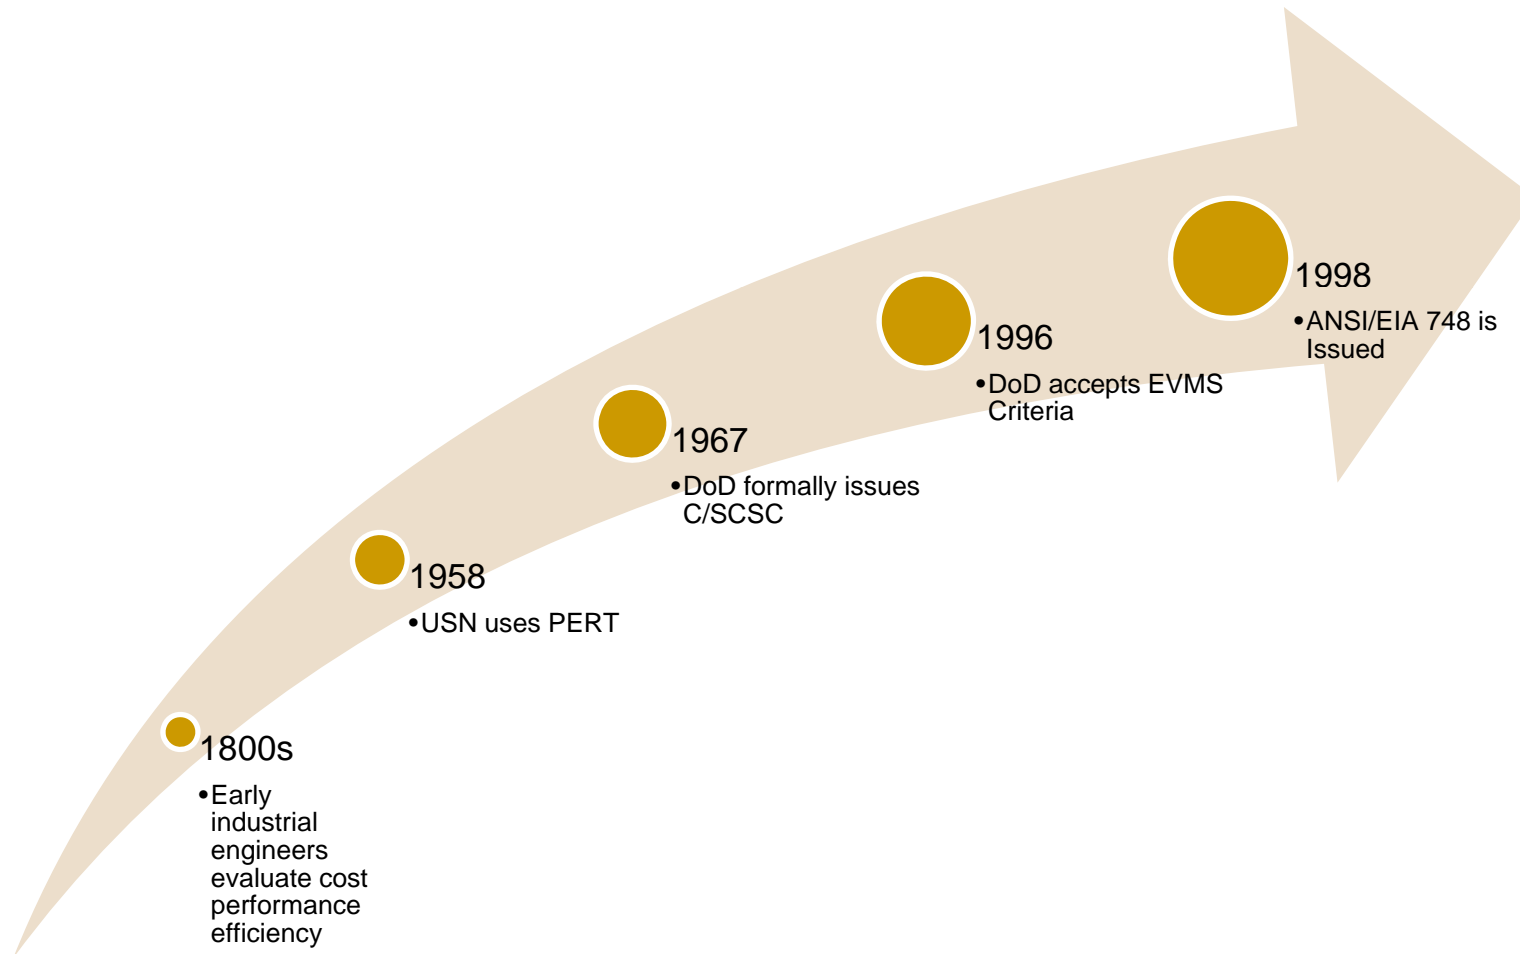 1800s
•Early
industrial
engineers
evaluate cost
performance
efficiency
1958
•USN uses PERT
1967
•DoD formally issues
C/SCSC
1996
•DoD accepts EVMS
Criteria
1998
•ANSI/EIA 748 is
Issued